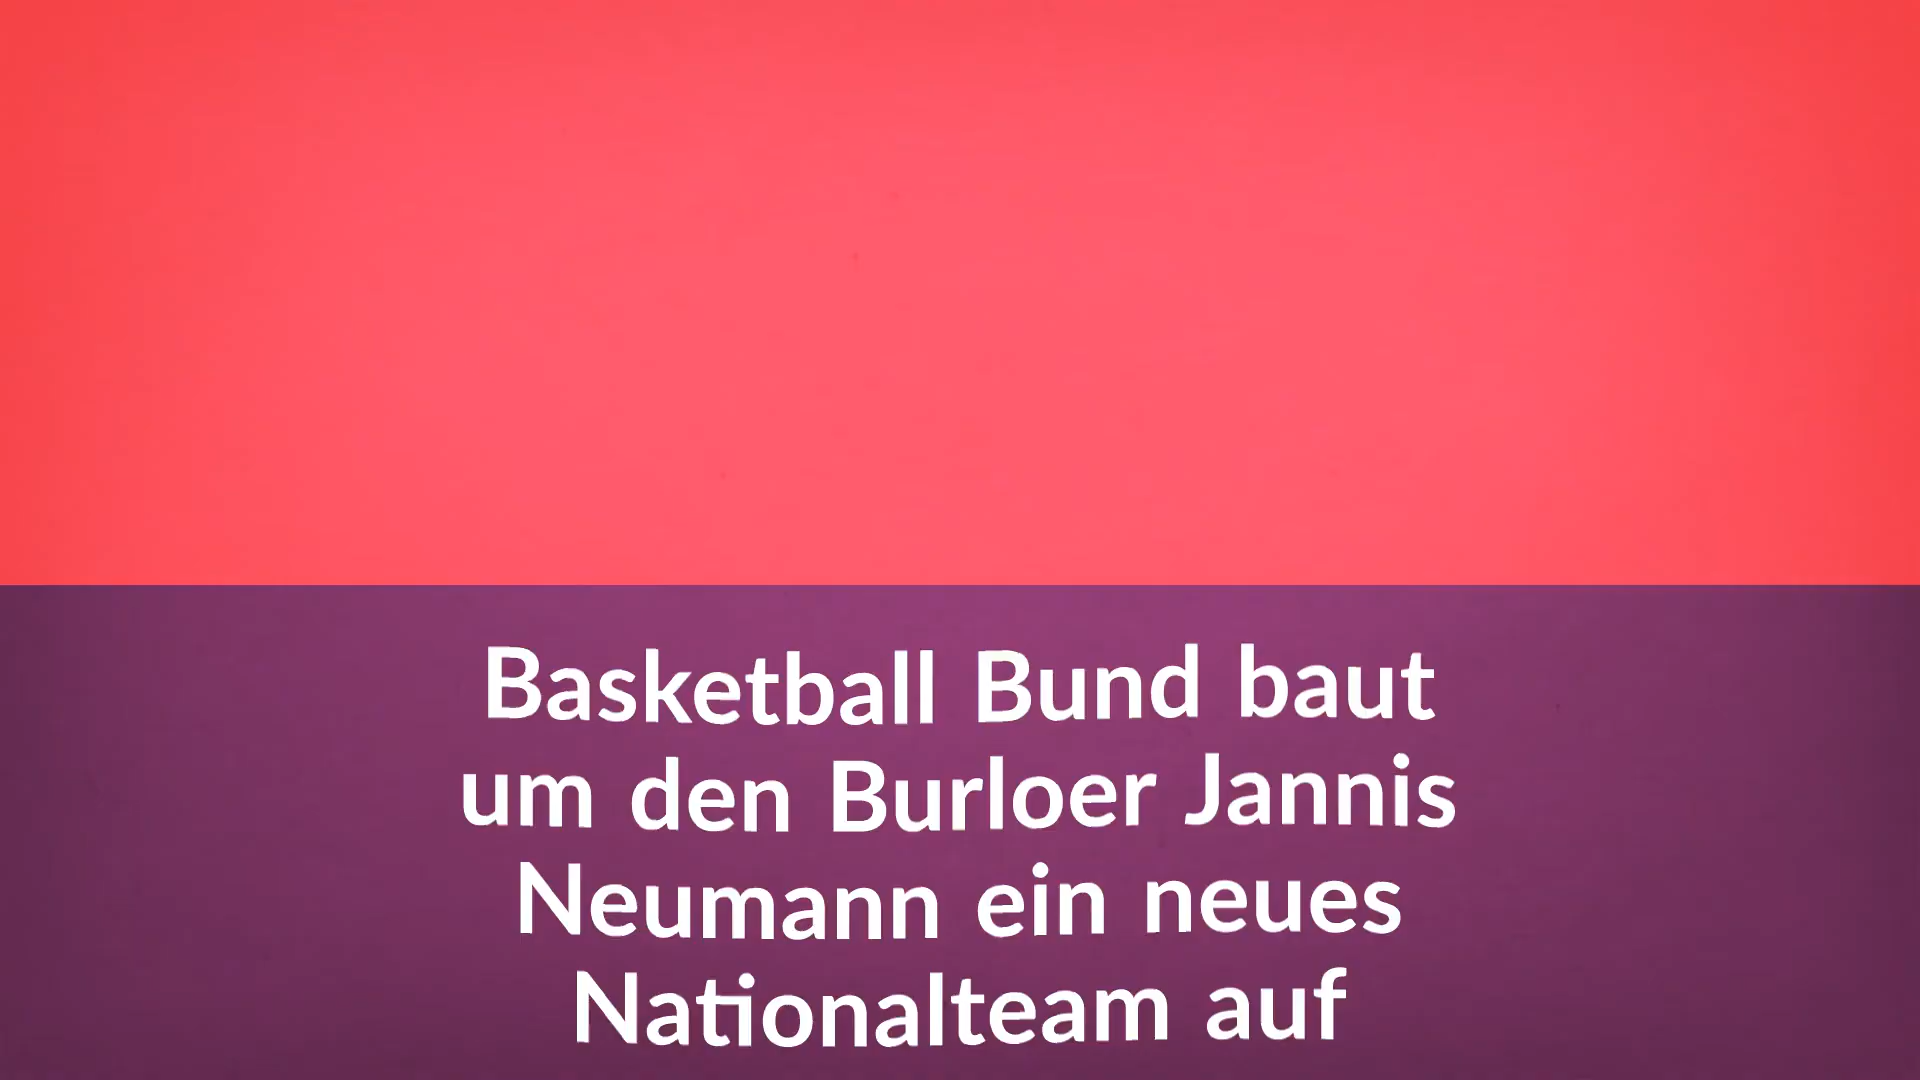 Basketball Bund baut
um den Burloer Jannis
Neumann ein neues
Nationalteam auf